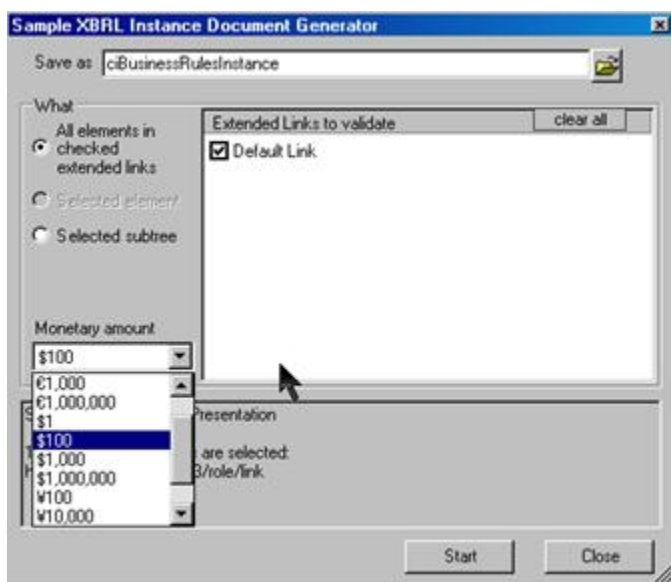 Sample XBRL Instance Document Generator
Save as ciBusinessRulesInstance
What
All elements in
checked
extended links
Selected element
Selected subtree
Extended Links to validate
clear all
Default Link
Monetary amount
$100
€1,000
€1,000,000
$1
$100
$1,000
$1,000,000
¥100
¥10,000
Presentation
are selected:
3/role/link
Start
Close